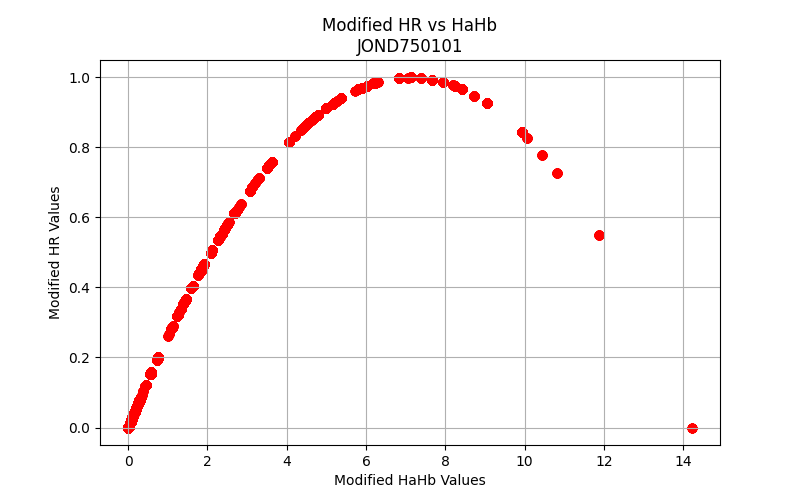 Modified HR vs HaHb
JOND750101
Modified HR Values
1.0
0.8
0.6
0.4
0.2
0.0
0 2 4 6 8 10 12 14
Modified HaHb Values